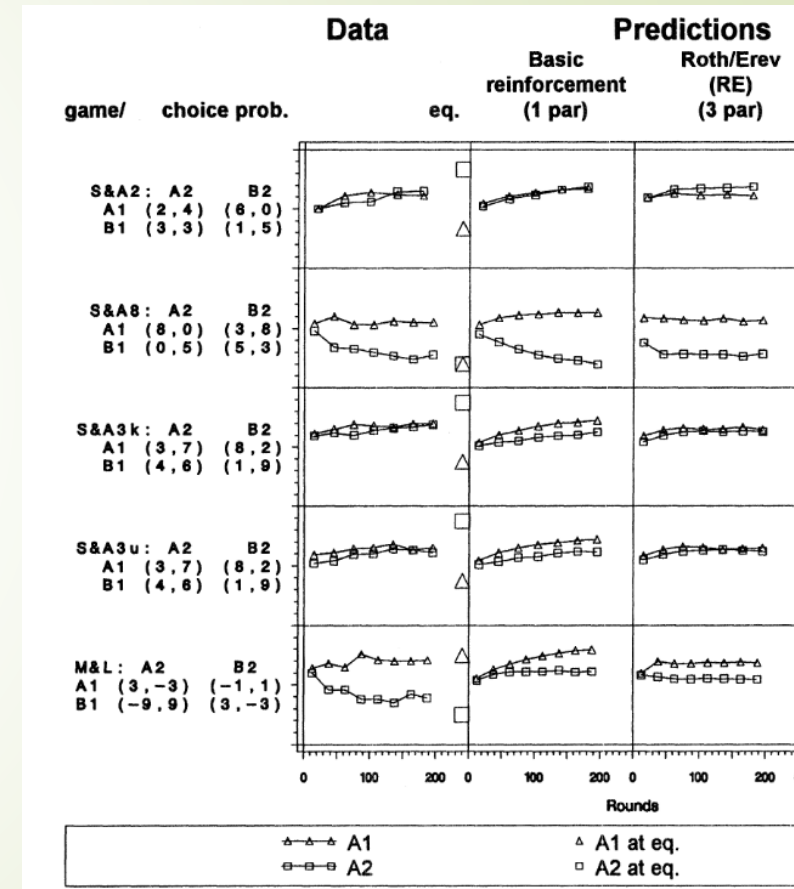 Data Predictions
Basic reinforcement (1 par)
Roth/Erev (RE) (3 par)
game/ choice prob. eq.
S&A2: A2 B2
A1 (2,4) (6,0)
B1 (3,3) (1,5)
S&A8: A2 B2
A1 (8,0) (3,8)
B1 (0,5) (5,3)
S&A3k: A2 B2
A1 (3,7) (8,2)
B1 (4,6) (1,9)
S&A3u: A2 B2
A1 (3,7) (8,2)
B1 (4,6) (1,9)
M&L: A2 B2
A1 (3,-3) (-1,1)
B1 (-9,9) (3,-3)
0 100 200 0 100 200 0 100 200
Rounds
A1 A1 at eq.
A2 A2 at eq.